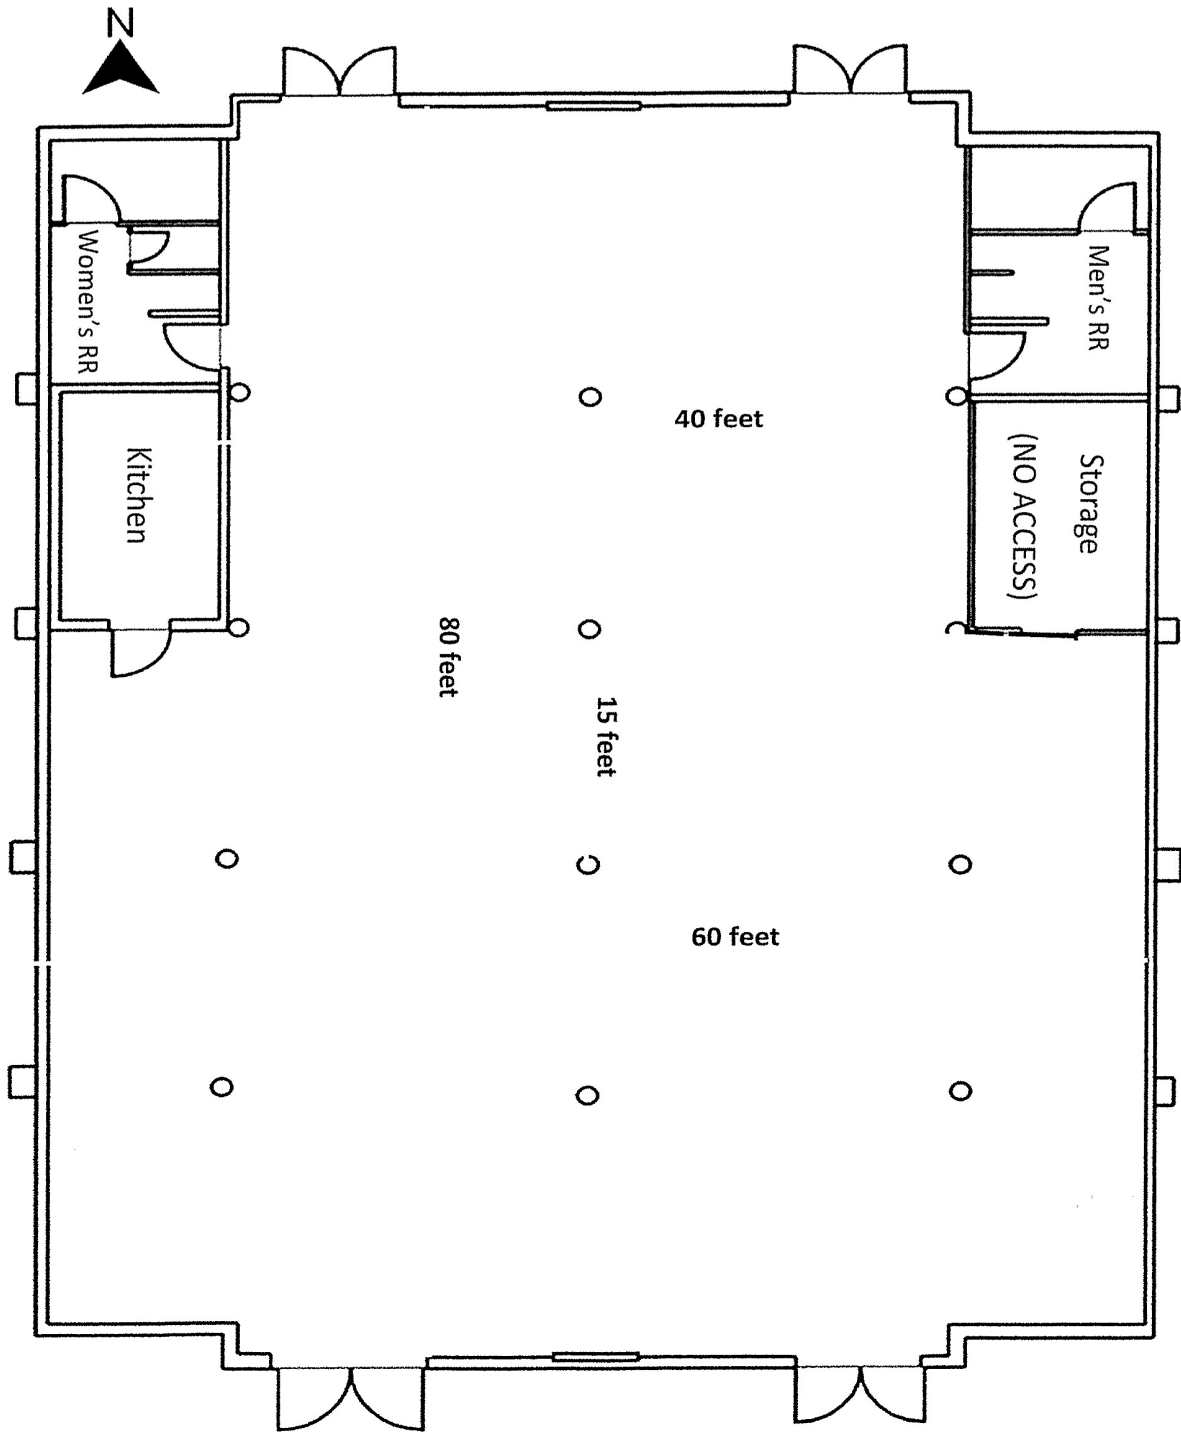 N
Women's RR
Men's RR
40 feet
Kitchen
Storage
(NO ACCESS)
80 feet
15 feet
60 feet